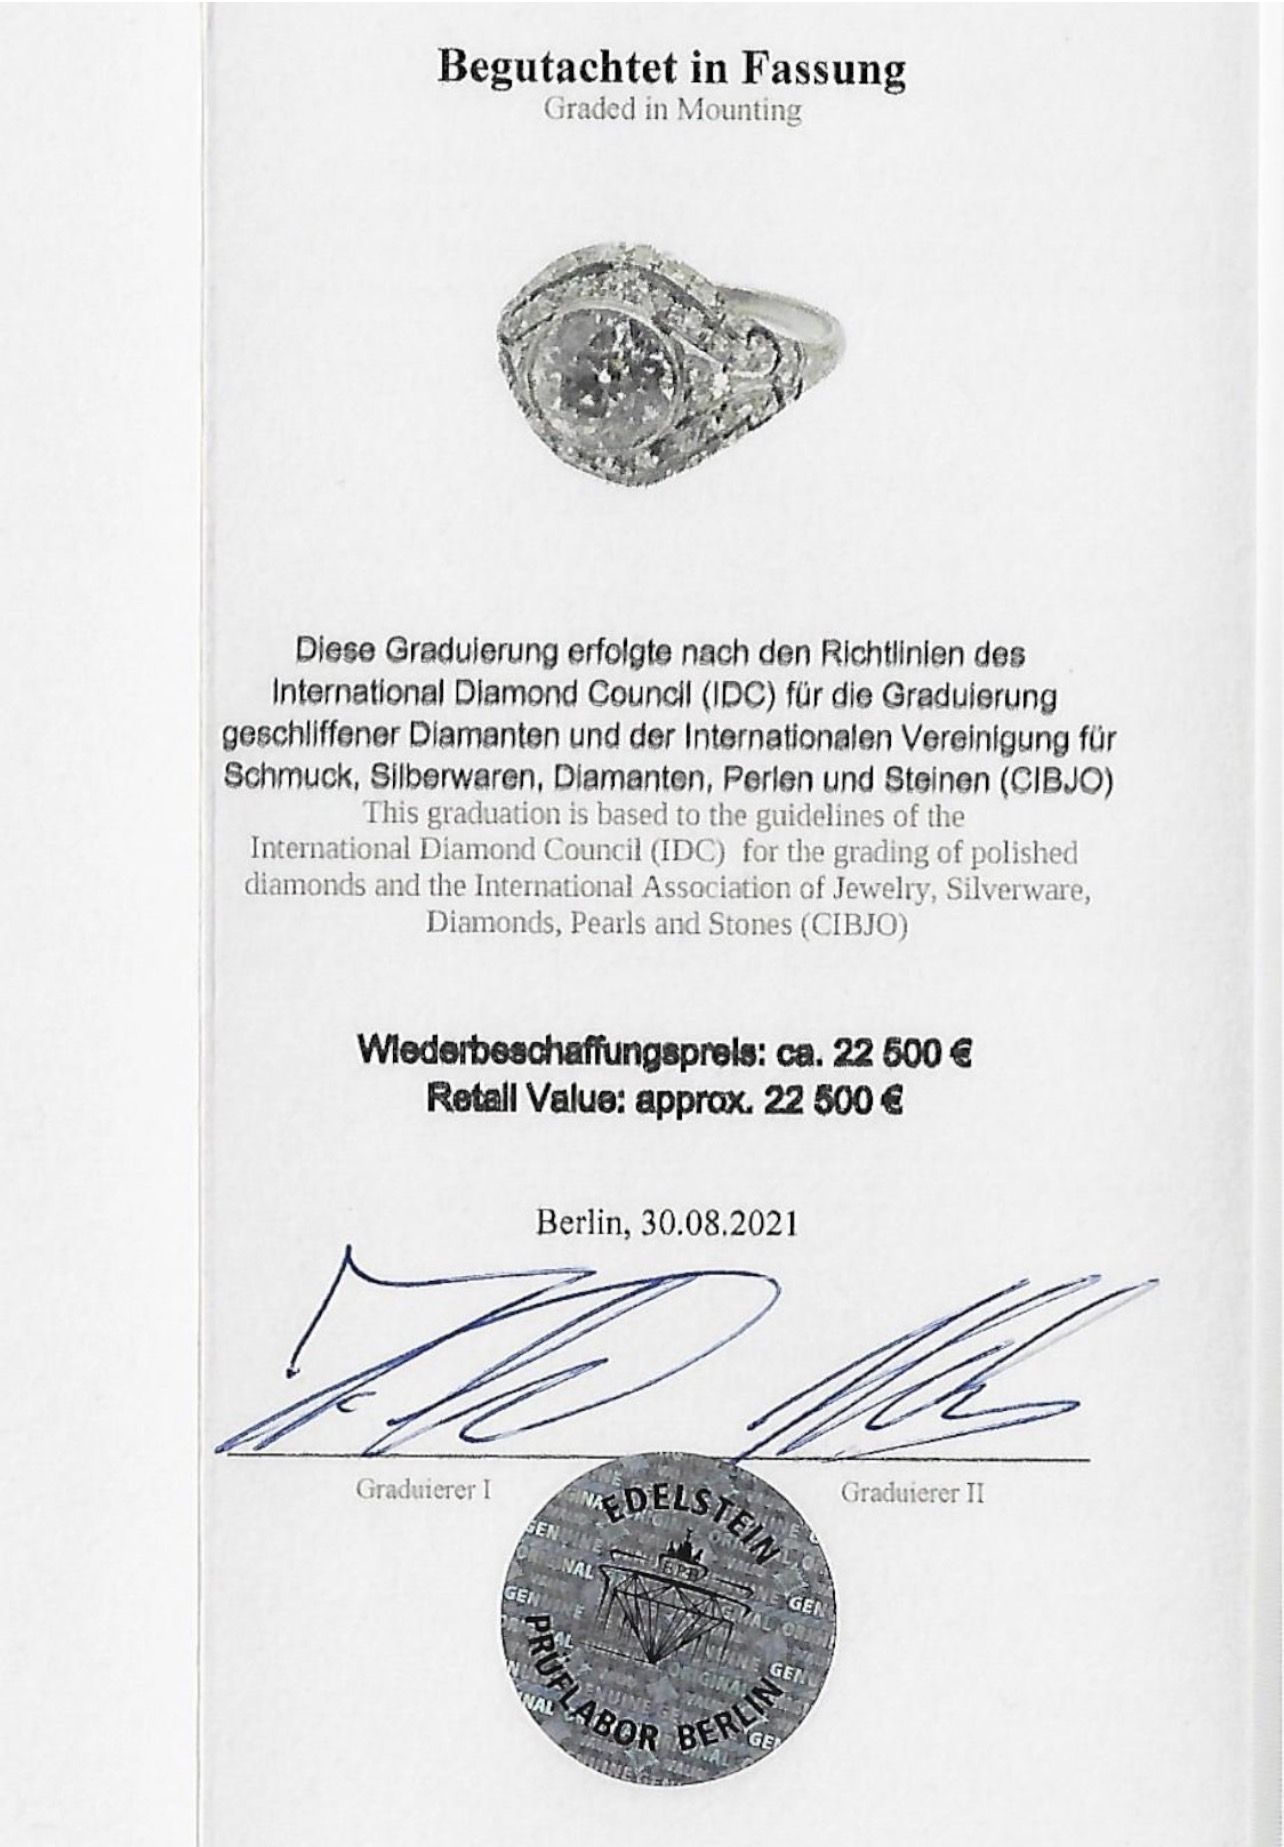 Begutachtet in Fassung
Graded in Mounting
Diese Graduierung erfolgte nach den Richtlinien des
International Diamond Council (IDC) für die Graduierung
geschliffener Diamanten und der Internationalen Vereinigung für
Schmuck, Silberwaren, Diamanten, Perlen und Steinen (CIBJO)
This graduation is based to the guidelines of the
International Diamond Council (IDC) for the grading of polished
diamonds and the International Association of Jewelry, Silverware,
Diamonds, Pearls and Stones (CIBJO)
Wiederbeschaffungspreis: ca. 22 500 €
Retail Value: approx. 22 500 €
Berlin, 30.08.2021
Graduierer I
Graduierer II
EDELSTEIN
EPB
PRÜFLABOR BERLIN